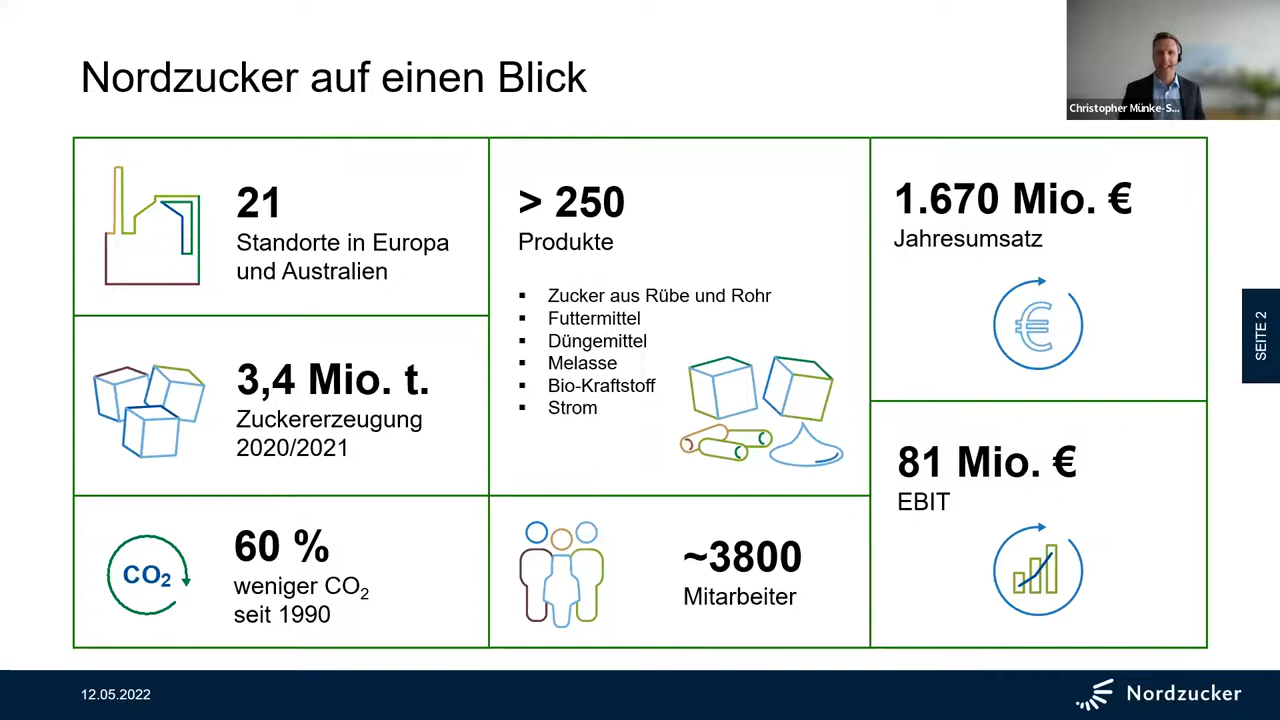 Nordzucker auf einen Blick
Christopher Münke-S...
21
Standorte in Europa
und Australien
3,4 Mio. t.
Zuckererzeugung
2020/2021
CO₂
60 %
weniger CO₂
seit 1990
> 250
Produkte
▪ Zucker aus Rübe und Rohr
▪ Futtermittel
▪ Düngemittel
▪ Melasse
▪ Bio-Kraftstoff
▪ Strom
~3800
Mitarbeiter
1.670 Mio. €
Jahresumsatz
€
81 Mio. €
EBIT
SEITE 2
12.05.2022
Nordzucker